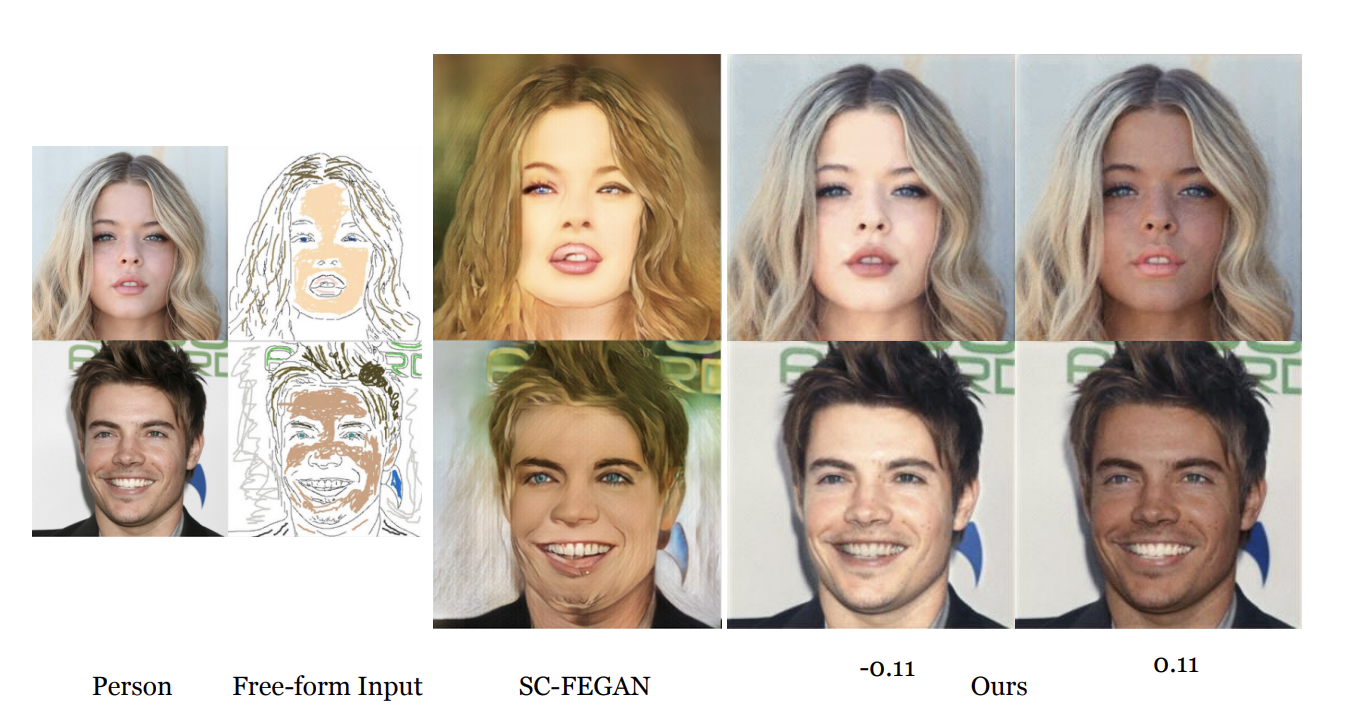 Person
Free-form Input
SC-FEGAN
-0.11
0.11
Ours